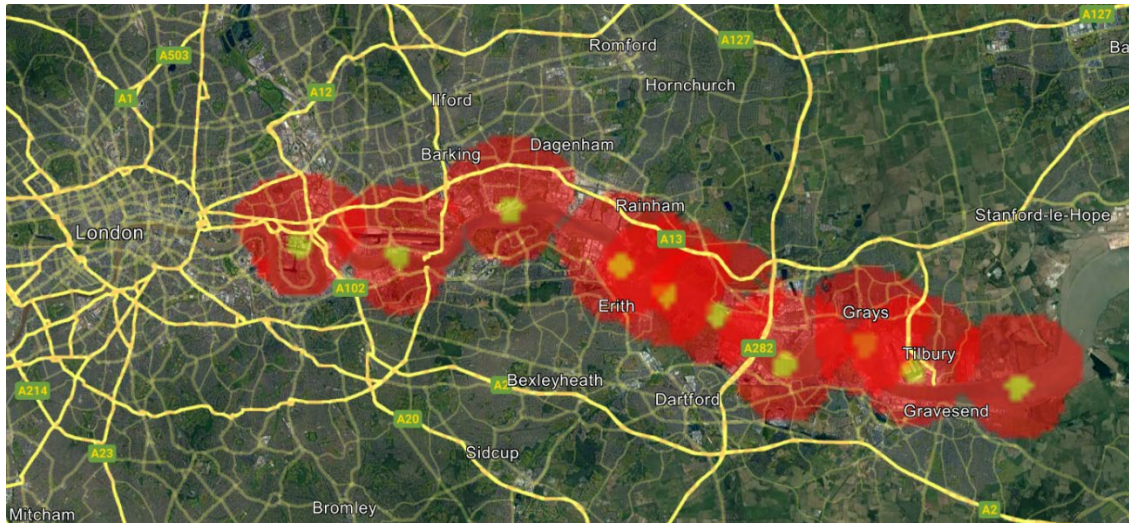 A127
Romford
A127
Ba
A503
A12
Hornchurch
A1
Ilford
Dagenham
Barking
Rainham
Stanford-le-Hope
London
A13
A102
Erith
Grays
A282
Tilbury
Bexleyheath
A2
A214
Dartford
Gravesend
A20
A23
Sidcup
Bromley
A2
Mitcham